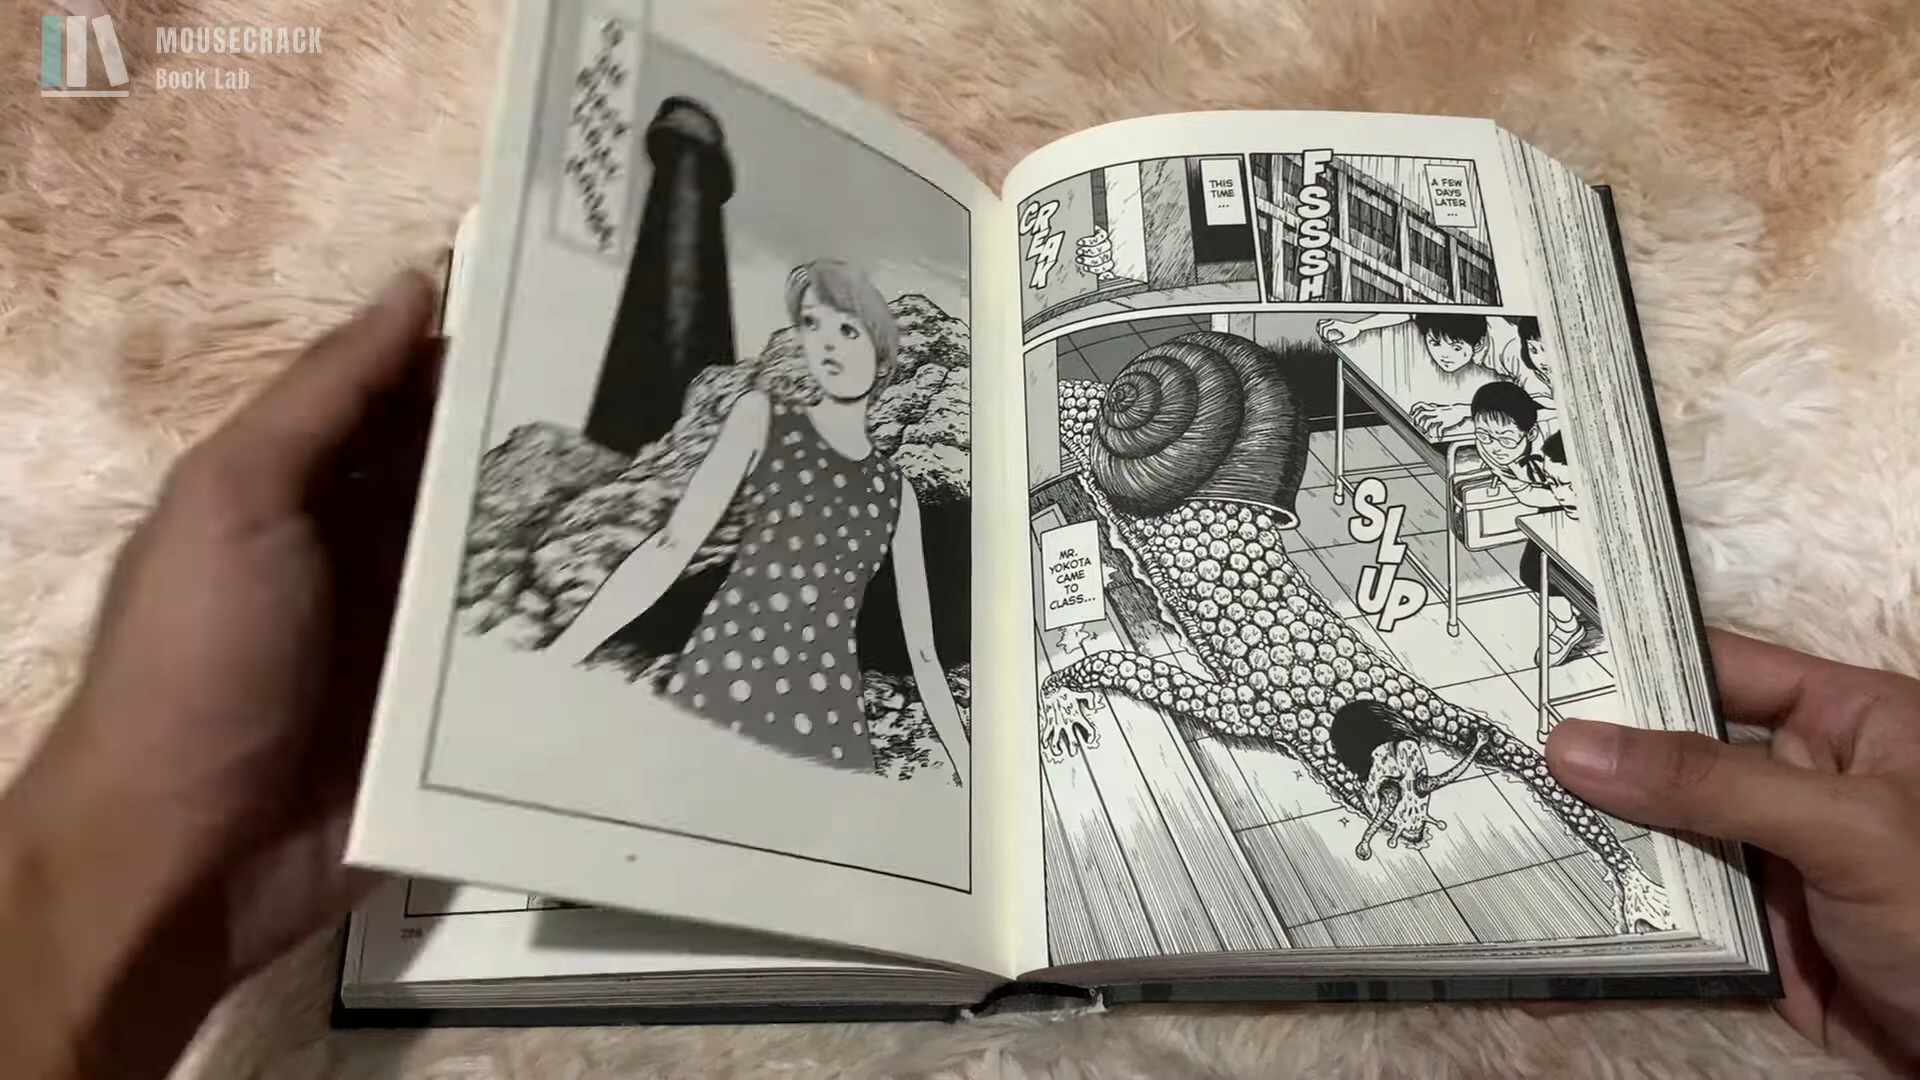 MOUSECRACK
Book Lab
A FEW
DAYS
LATER
...
FSSSH
THIS
TIME
...
CREAK
SLUP
MR.
YOKOTA
CAME
TO
CLASS...